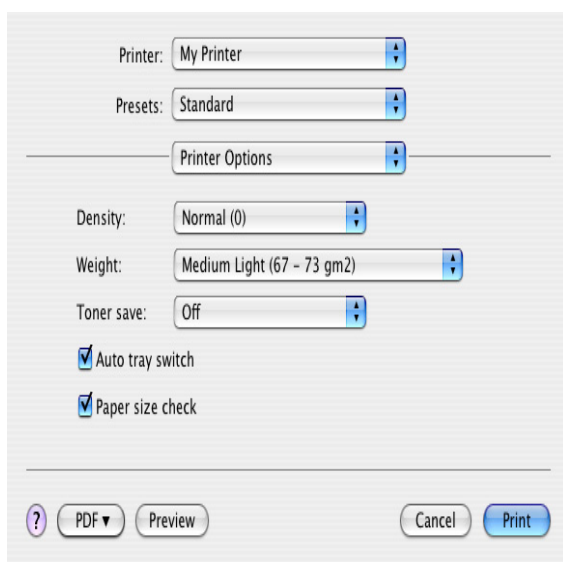 Printer: My Printer
Presets: Standard
Printer Options
Density: Normal (0)
Weight: Medium Light (67 – 73 gm2)
Toner save: Off
Auto tray switch
Paper size check
? PDF ▾ Preview Cancel Print